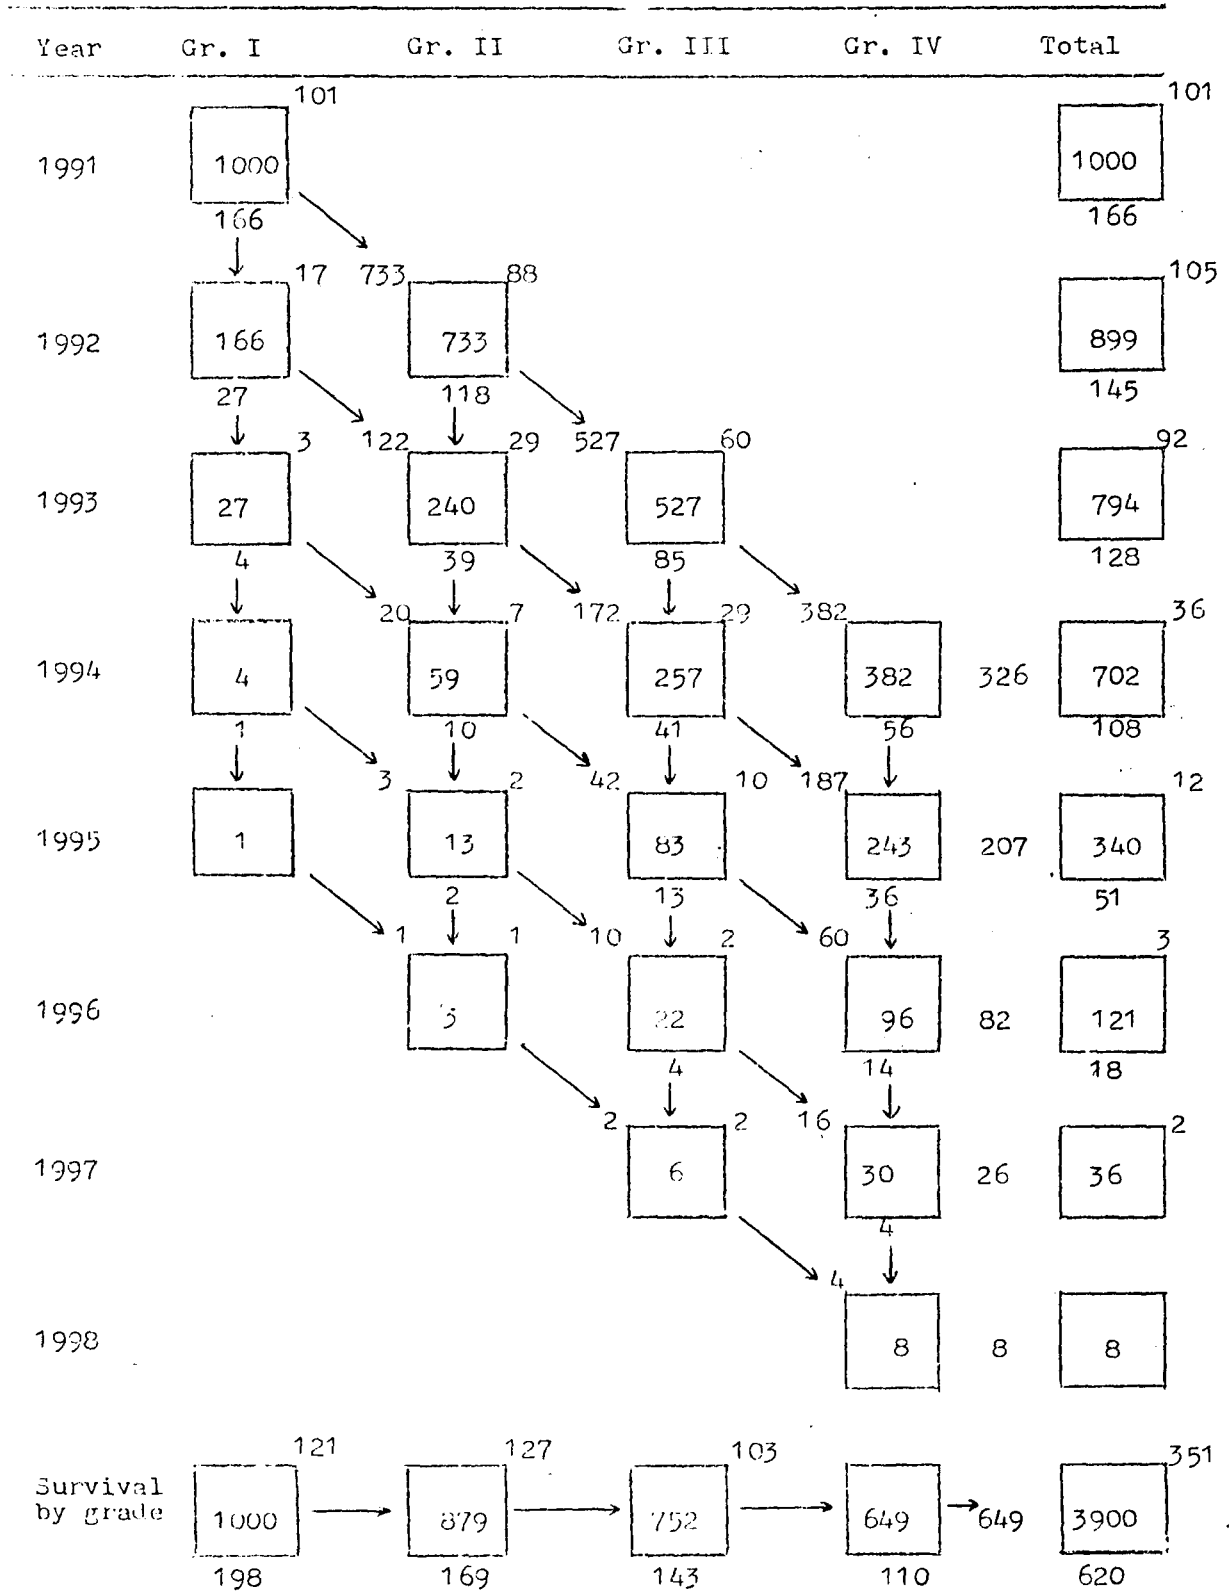 Year Gr. I Gr. II Gr. III Gr. IV Total
101 101
1991 1000 1000
166 166
17 733 88 105
1992 166 733 899
27 118 145
3 122 29 527 60 92
1993 27 240 527 794
4 39 85 128
20 7 172 29 382 36
1994 4 59 257 382 326 702
1 10 41 56 108
3 2 42 10 187 12
1995 1 13 83 243 207 340
2 13 36 51
1 1 10 2 60 3
1996 3 22 96 82 121
4 14 18
2 2 16 2
1997 6 30 26 36
4
4
1998 8 8 8
121 127 103 351
Survival
by grade 1000 879 752 649 649 3900
198 169 143 110 620